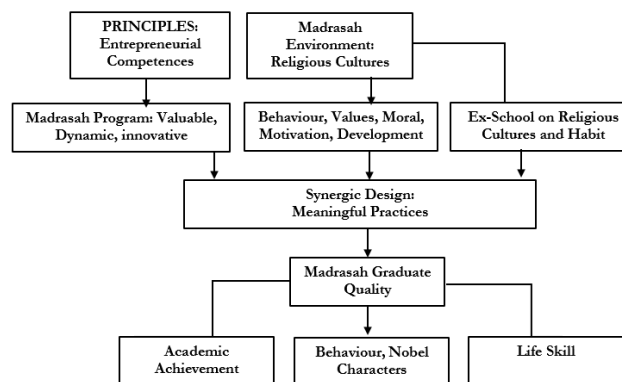 PRINCIPLES:
Entrepreneurial
Competences
Madrasah
Environment:
Religious Cultures
Madrasah Program: Valuable,
Dynamic, innovative
Behaviour, Values, Moral,
Motivation, Development
Ex-School on Religious
Cultures and Habit
Synergic Design:
Meaningful Practices
Madrasah Graduate
Quality
Academic
Achievement
Behaviour, Nobel
Characters
Life Skill